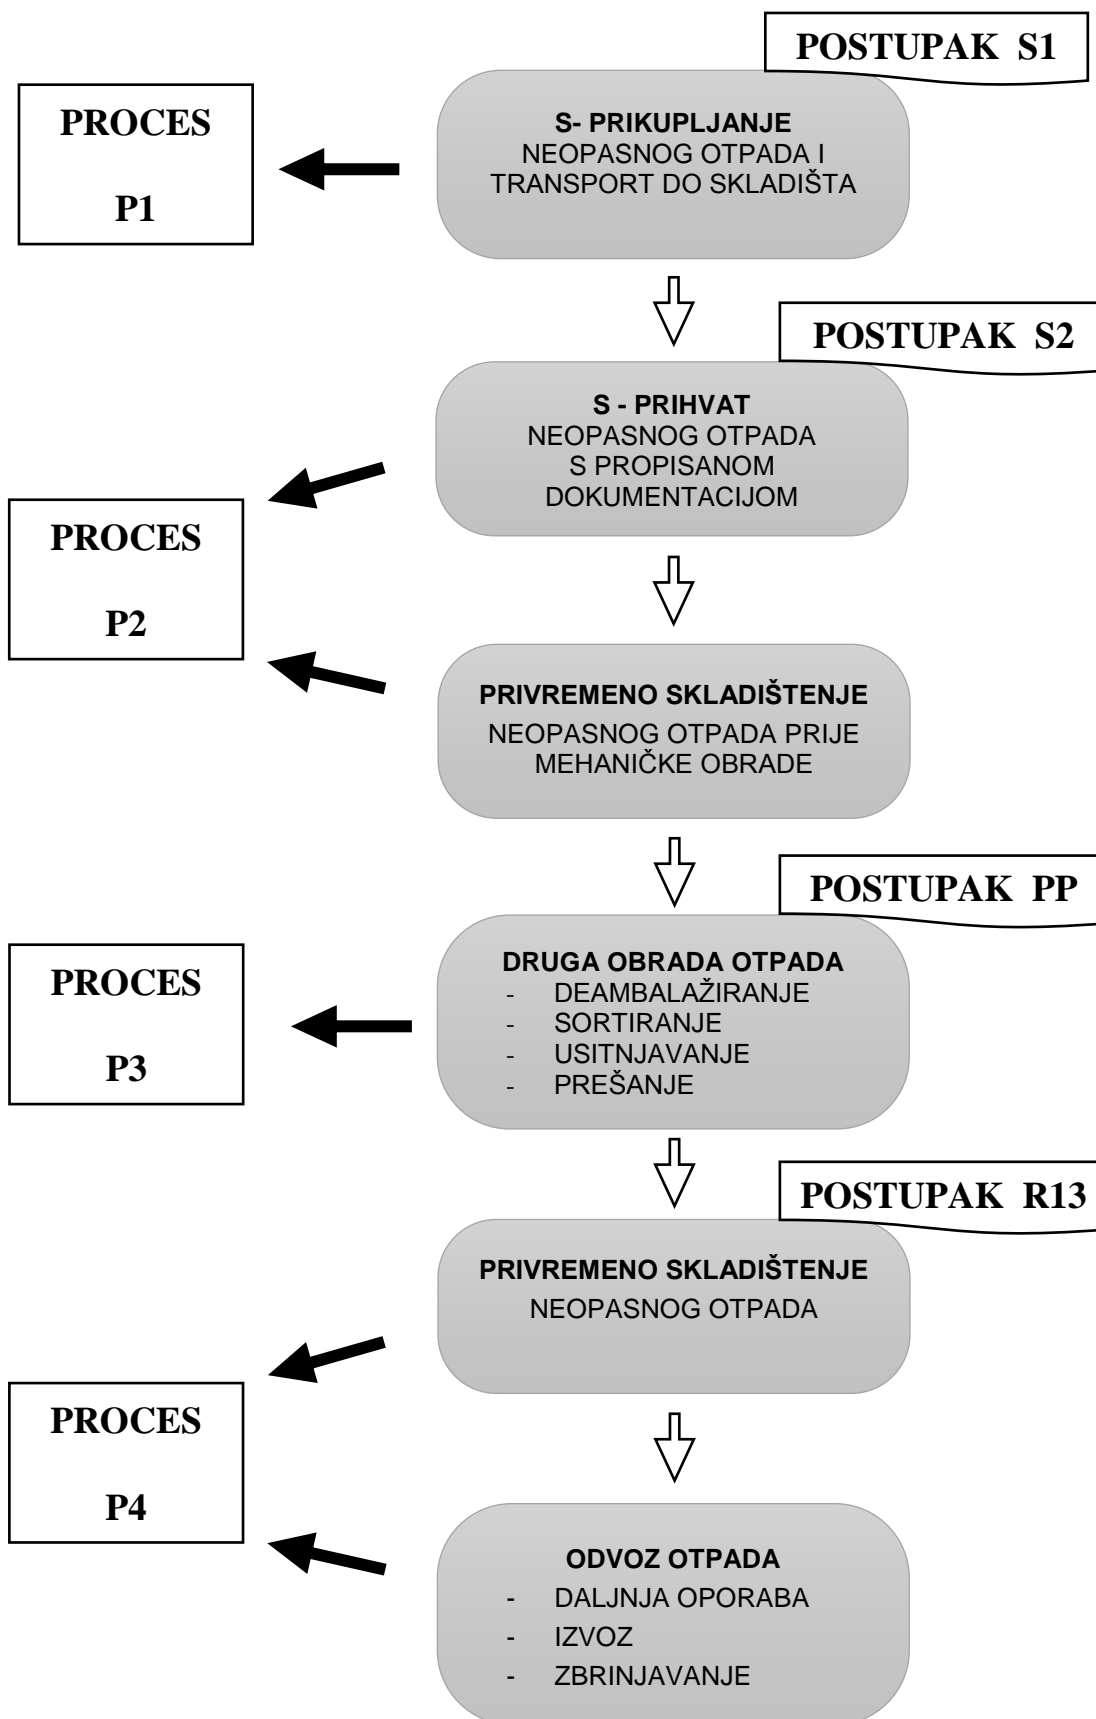 POSTUPAK S1
PROCES
P1
S- PRIKUPLJANJE
NEOPASNOG OTPADA I
TRANSPORT DO SKLADIŠTA
POSTUPAK S2
S - PRIHVAT
NEOPASNOG OTPADA
S PROPISANOM
DOKUMENTACIJOM
PROCES
P2
PRIVREMENO SKLADIŠTENJE
NEOPASNOG OTPADA PRIJE
MEHANIČKE OBRADE
POSTUPAK PP
DRUGA OBRADA OTPADA
- DEAMBALAŽIRANJE
- SORTIRANJE
- USITNJAVANJE
- PREŠANJE
PROCES
P3
POSTUPAK R13
PRIVREMENO SKLADIŠTENJE
NEOPASNOG OTPADA
PROCES
P4
ODVOZ OTPADA
- DALJNJA OPORABA
- IZVOZ
- ZBRINJAVANJE